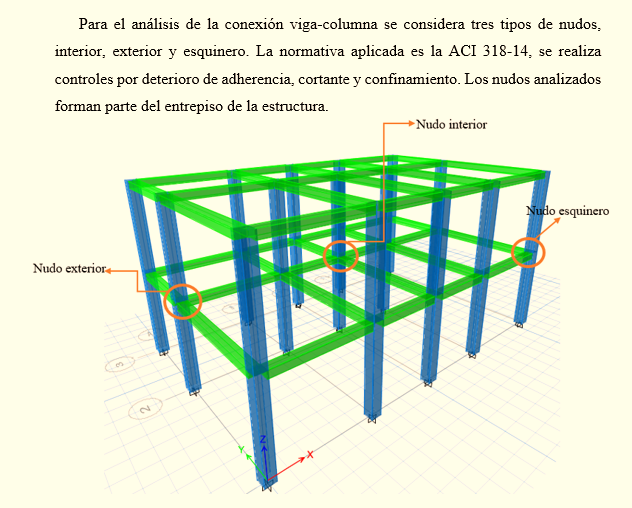 Para el análisis de la conexión viga-columna se considera tres tipos de nudos,
interior, exterior y esquinero. La normativa aplicada es la ACI 318-14, se realiza
controles por deterioro de adherencia, cortante y confinamiento. Los nudos analizados
forman parte del entrepiso de la estructura.
Nudo interior
Nudo esquinero
Nudo exterior
3
2
Z
Y
X